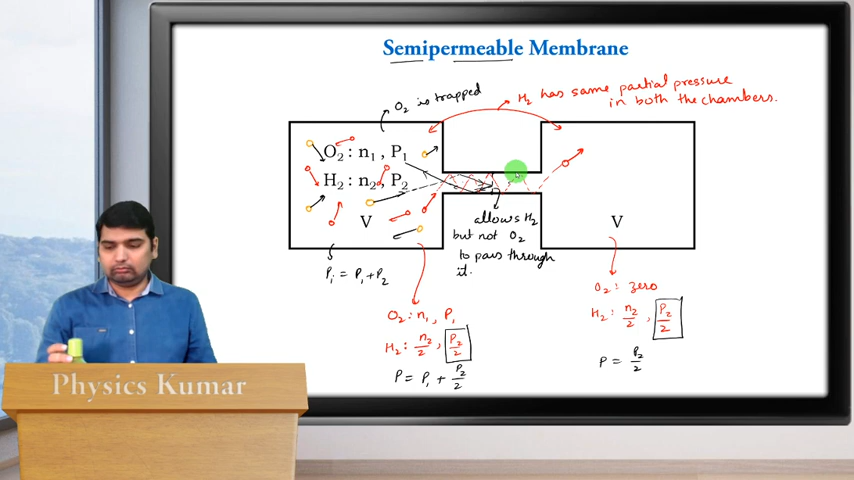 Semipermeable Membrane
O₂ is trapped
H₂ has same partial pressure
in both the chambers.
O₂ : n₁ , P₁
H₂ : n₂ , P₂
V
allows H₂
but not O₂
to pass through
it.
V
Pᵢ = P₁ + P₂
O₂ : n₁ , P₁
H₂ : n₂/2 , P₂/2
P = P₁ + P₂/2
O₂ : zero
H₂ : n₂/2 , P₂/2
P = P₂/2
Physics Kumar